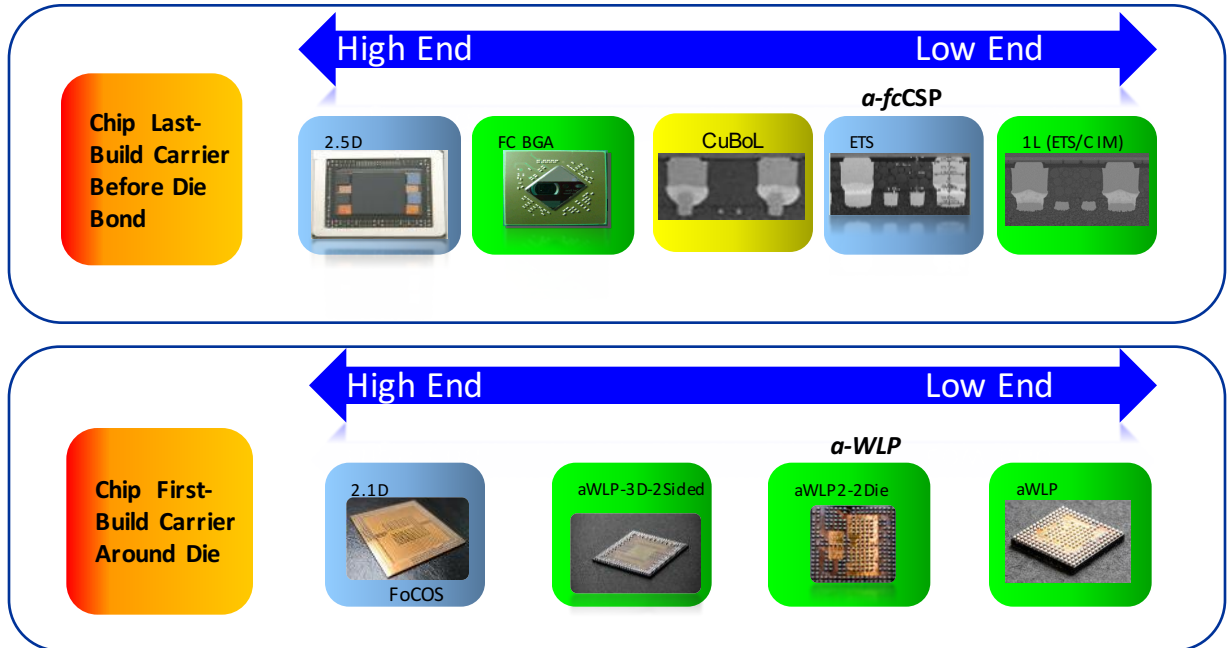 High End
Low End
a-fcCSP
Chip Last-
Build Carrier
Before Die
Bond
2.5D
FC BGA
CuBoL
ETS
1L (ETS/CIM)
High End
Low End
a-WLP
Chip First-
Build Carrier
Around Die
2.1D
FoCOS
aWLP-3D-2Sided
aWLP2-2Die
aWLP